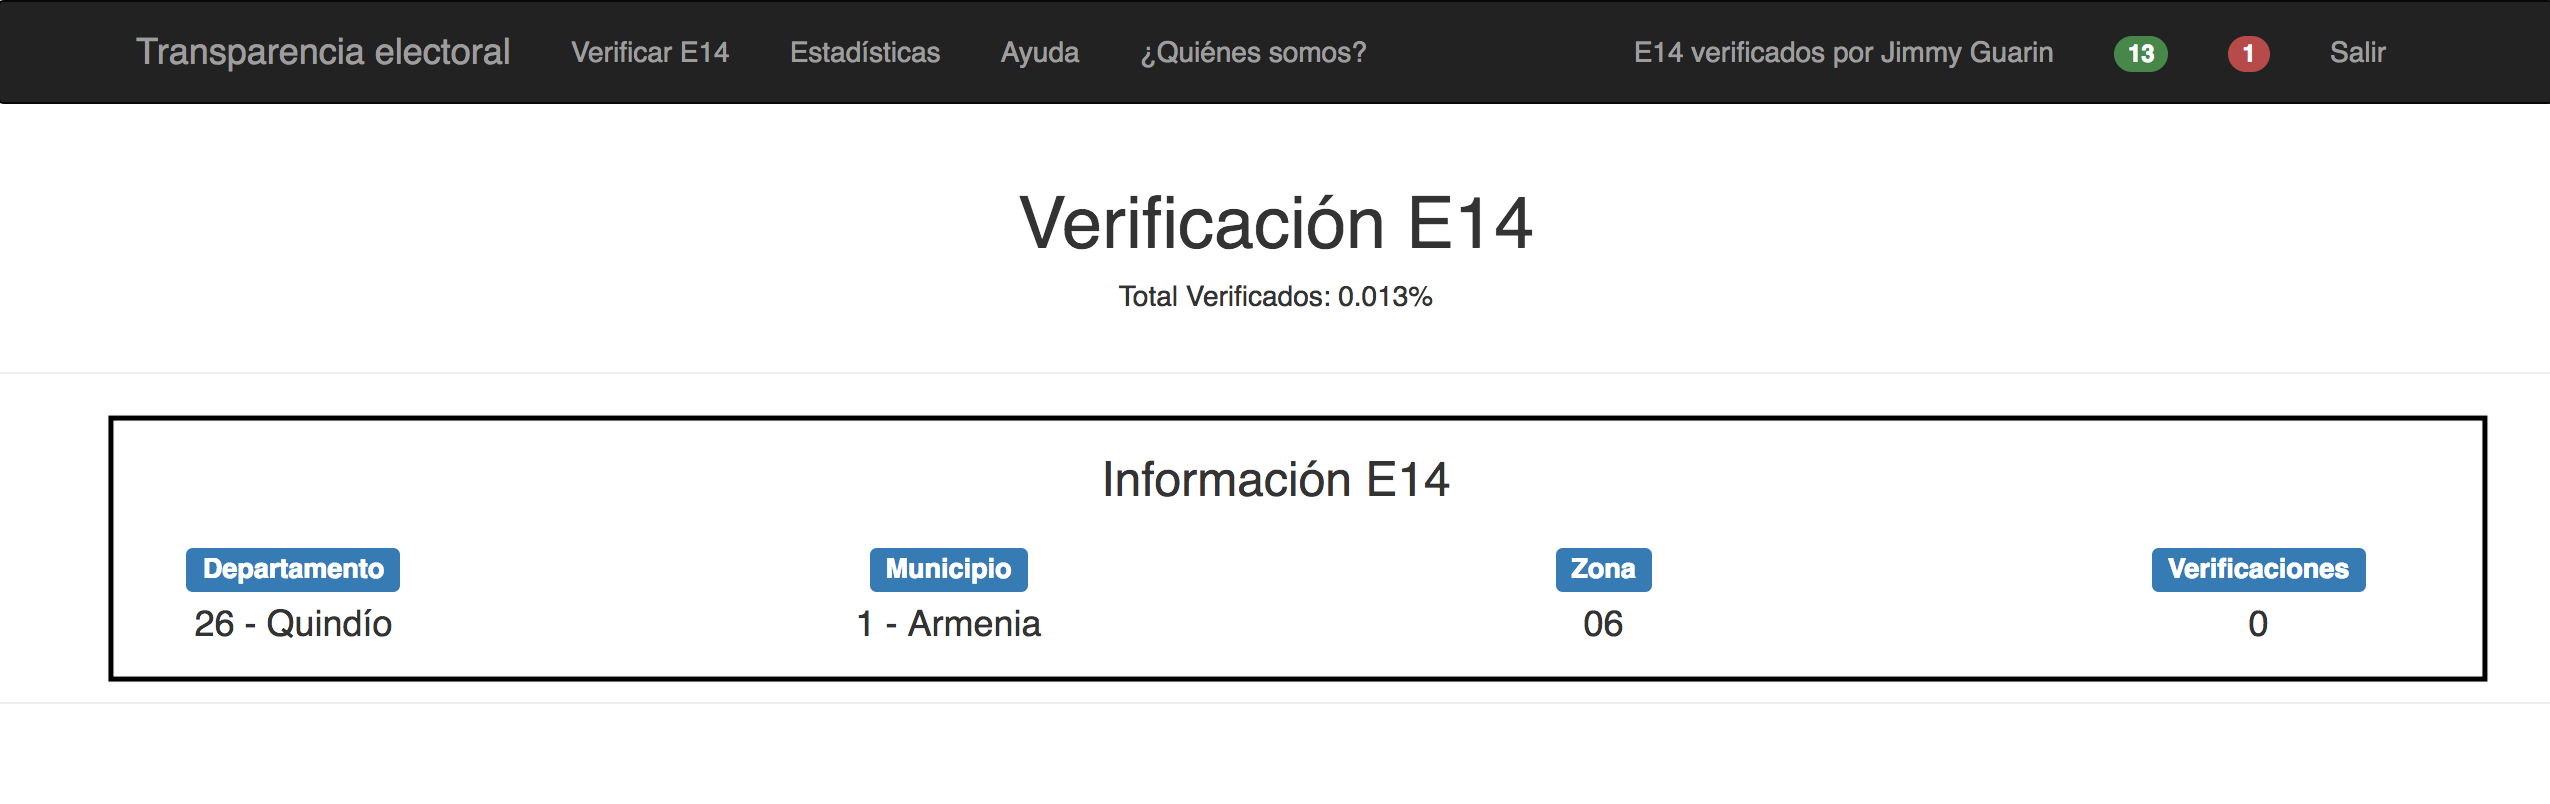 Transparencia electoral Verificar E14 Estadísticas Ayuda ¿Quiénes somos? E14 verificados por Jimmy Guarin 13 1 Salir
Verificación E14
Total Verificados: 0.013%
Información E14
Departamento Municipio Zona Verificaciones
26 - Quindío 1 - Armenia 06 0